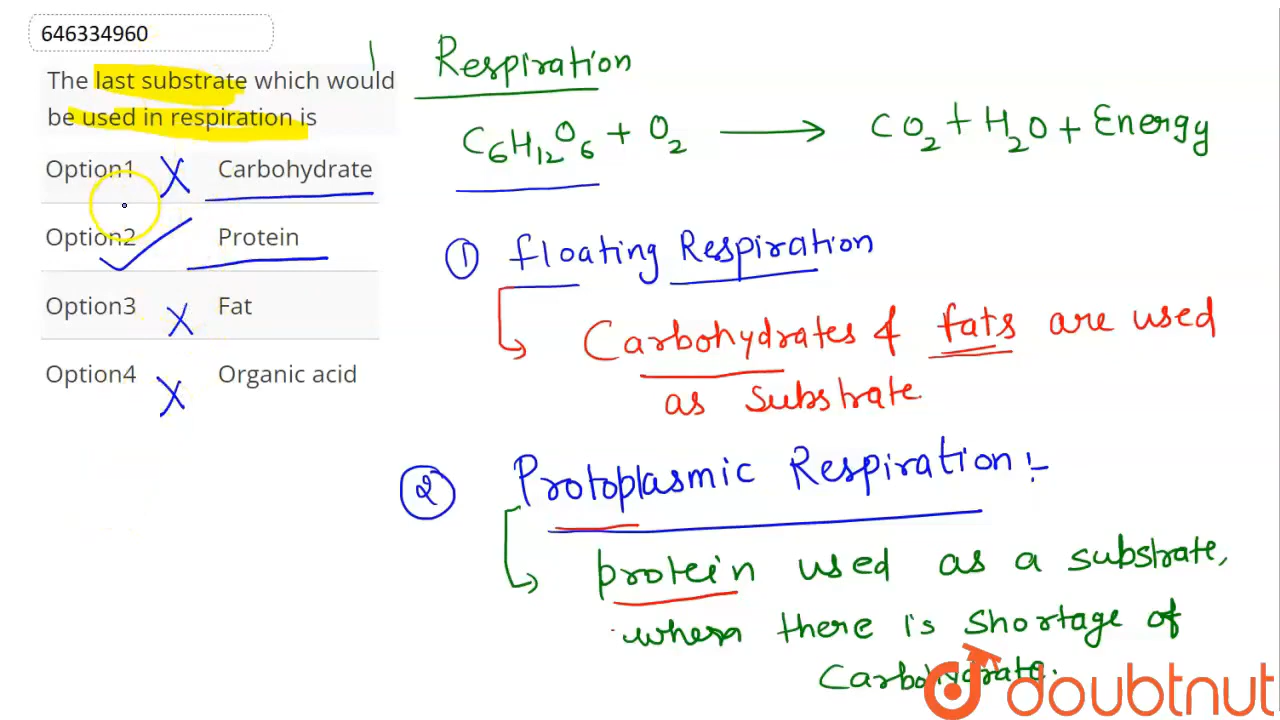 646334960
The last substrate which would
be used in respiration is
Option1 X Carbohydrate
Option2 Protein
Option3 X Fat
Option4 X Organic acid
Respiration
C6H12O6 + O2 ⟶ CO2 + H2O + Energy
① floating Respiration
Carbohydrates & fats are used
as substrate
② Protoplasmic Respiration :-
protein used as a substrate,
when there is shortage of
Carbohydrate.
doubtnut